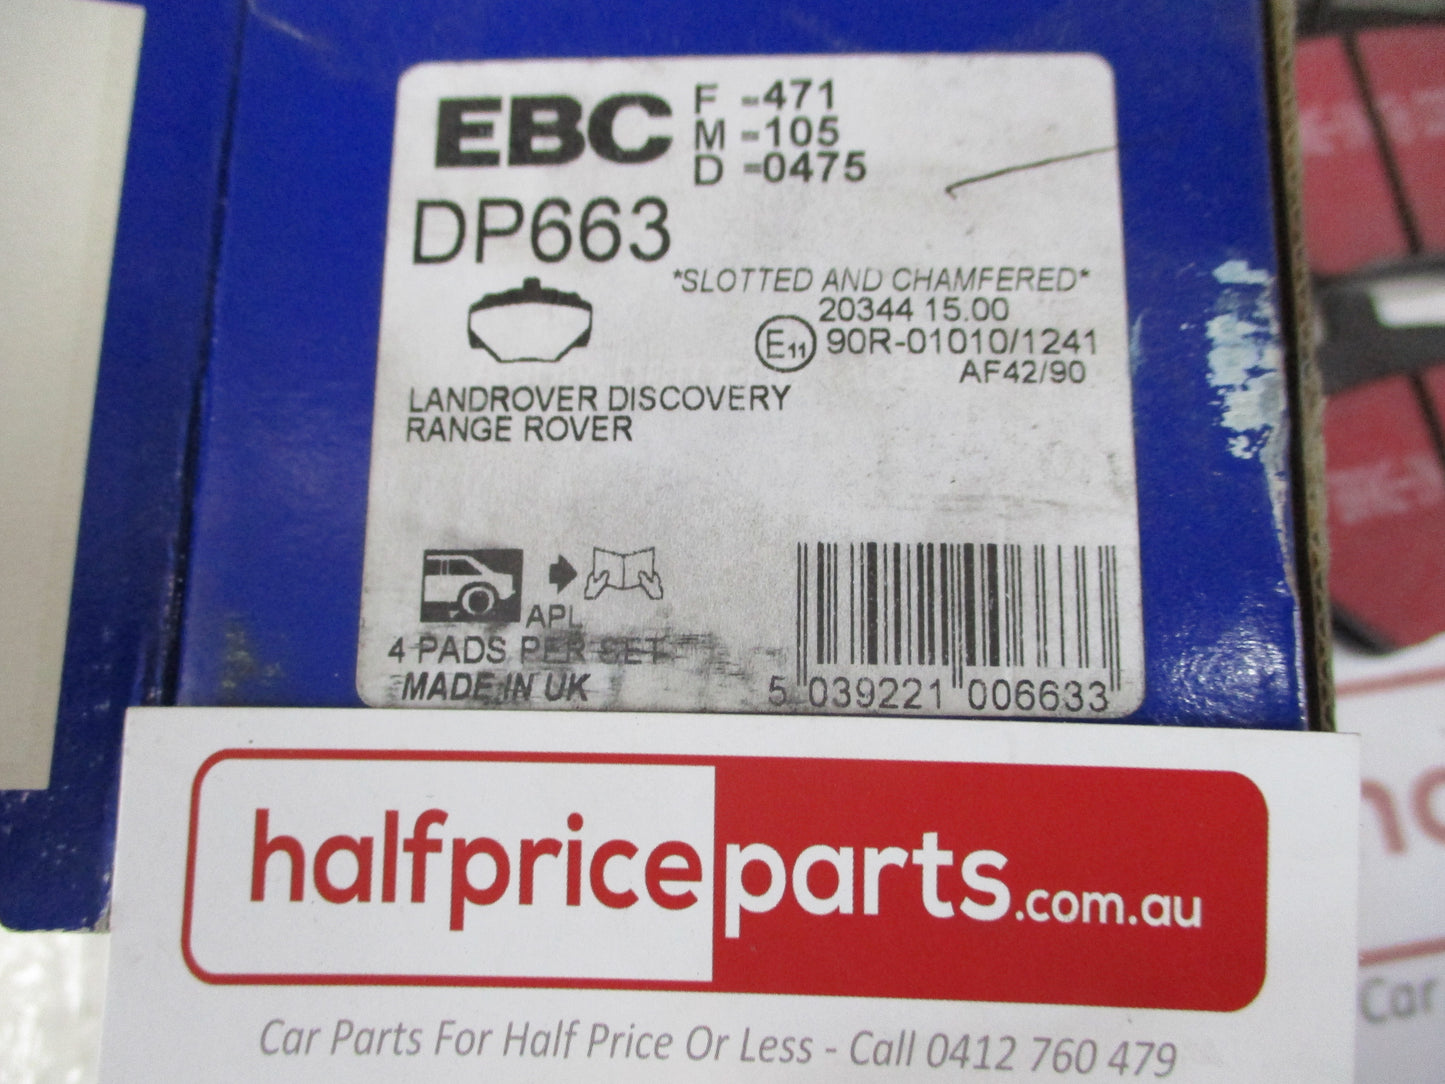 EBC
F -471
M -105
D -0475
DP663
*SLOTTED AND CHAMFERED*
20344 15.00
E11 90R-01010/1241
AF42/90
LANDROVER DISCOVERY
RANGE ROVER
APL
4 PADS PER SET
MADE IN UK
5 039221 006633
halfpriceparts.com.au
Car Parts For Half Price Or Less - Call 0412 760 479
Car